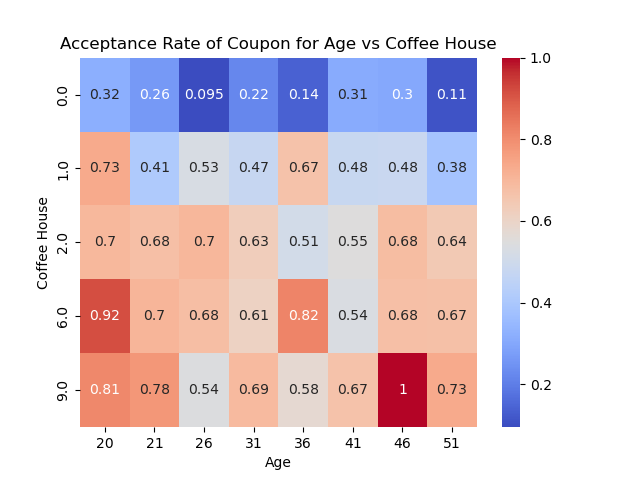 Acceptance Rate of Coupon for Age vs Coffee House
0.0 0.32 0.26 0.095 0.22 0.14 0.31 0.3 0.11
1.0 0.73 0.41 0.53 0.47 0.67 0.48 0.48 0.38
2.0 0.7 0.68 0.7 0.63 0.51 0.55 0.68 0.64
6.0 0.92 0.7 0.68 0.61 0.82 0.54 0.68 0.67
9.0 0.81 0.78 0.54 0.69 0.58 0.67 1 0.73
20 21 26 31 36 41 46 51
Age
Coffee House
1.0
0.8
0.6
0.4
0.2